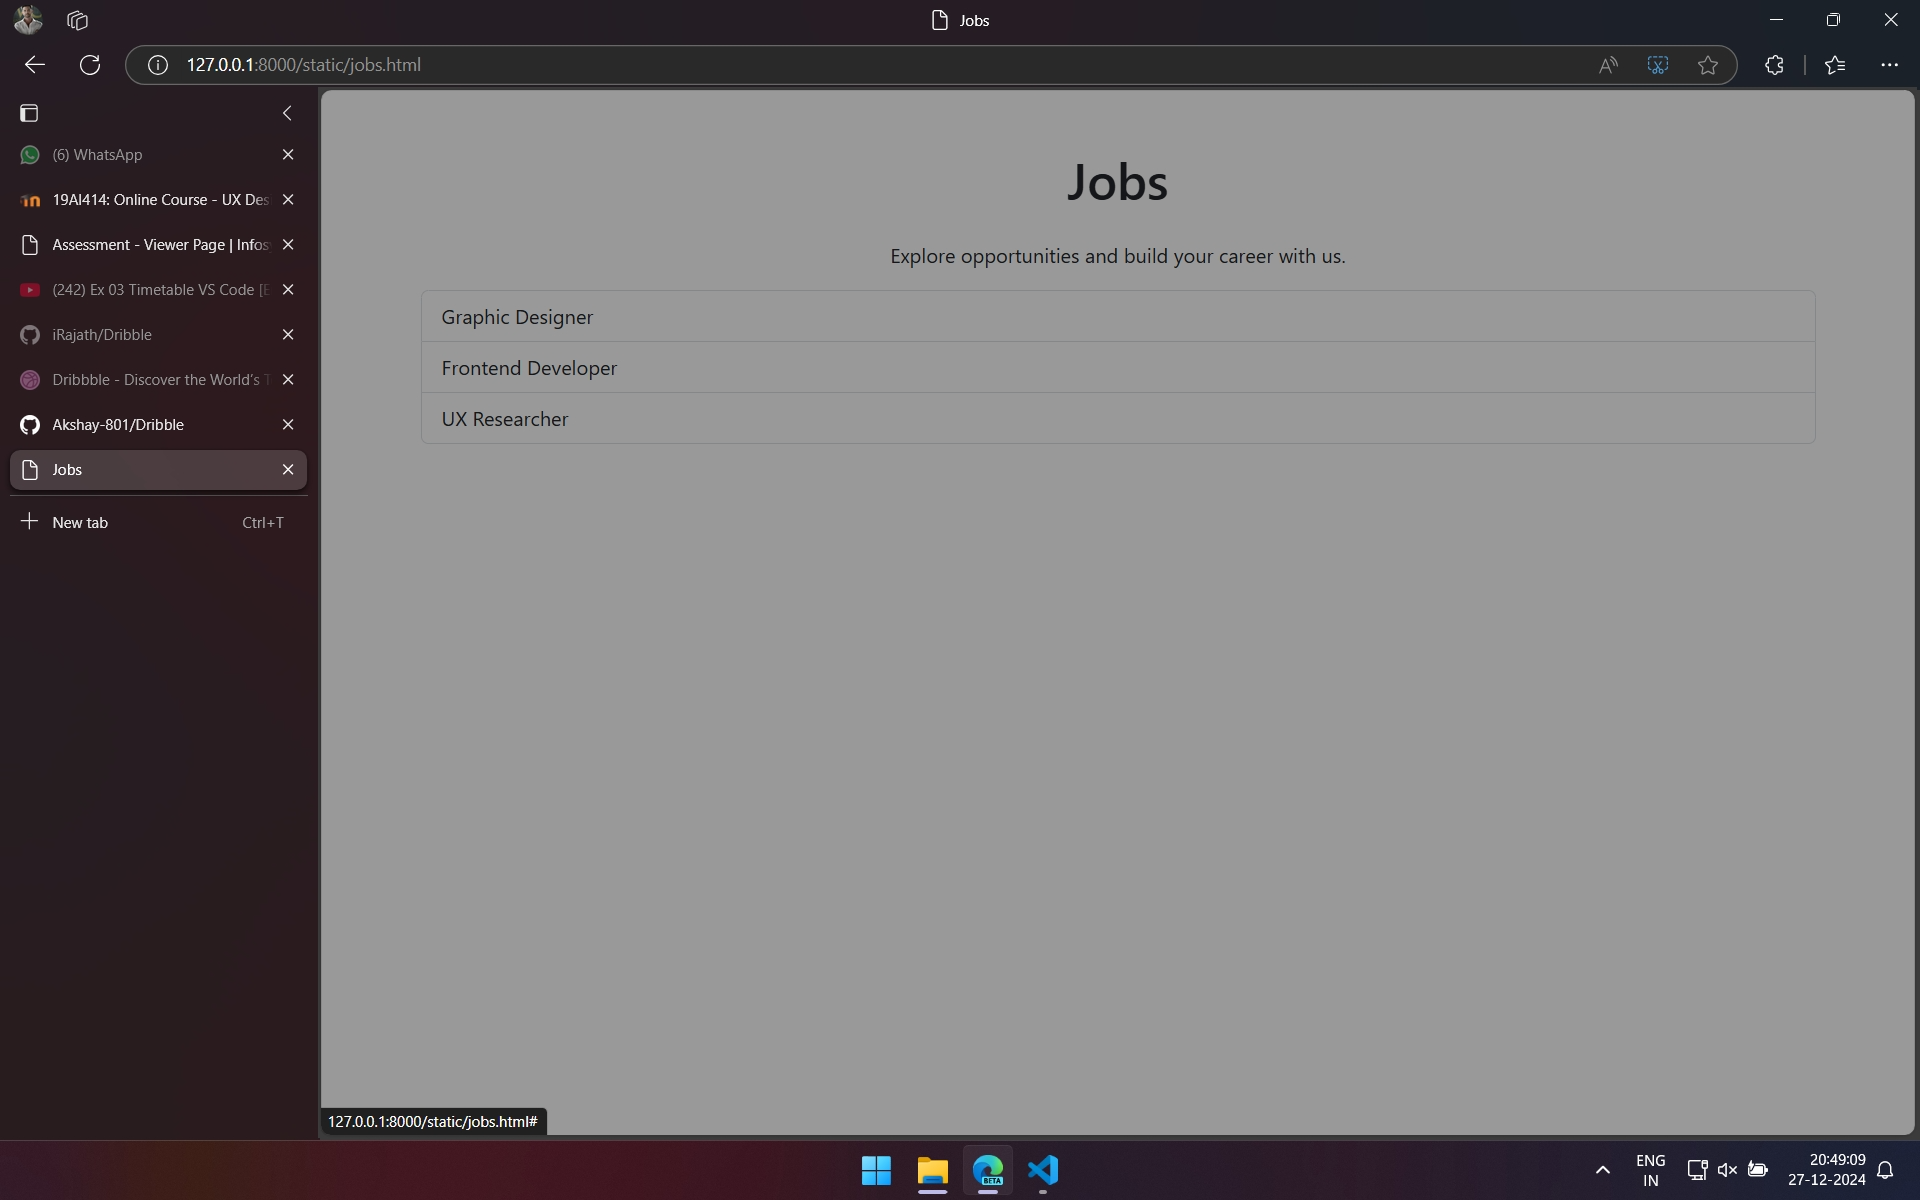 Jobs
127.0.0.1:8000/static/jobs.html
(6) WhatsApp
19AI414: Online Course - UX Des
Assessment - Viewer Page | Infos
(242) Ex 03 Timetable VS Code [E
iRajath/Dribble
Dribbble - Discover the World's T
Akshay-801/Dribble
Jobs
New tab Ctrl+T
Jobs
Explore opportunities and build your career with us.
Graphic Designer
Frontend Developer
UX Researcher
127.0.0.1:8000/static/jobs.html#
BETA
ENG
IN
20:49:09
27-12-2024